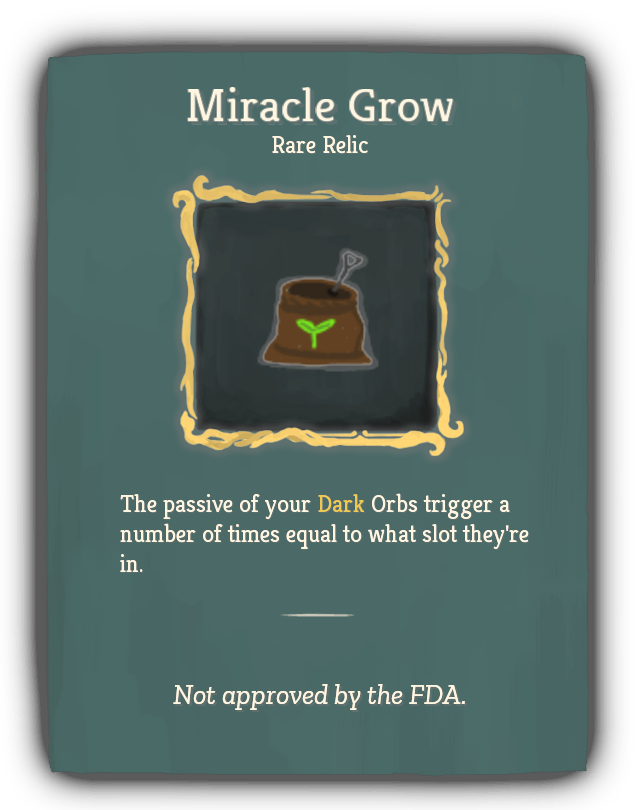 Miracle Grow
Rare Relic
The passive of your Dark Orbs trigger a
number of times equal to what slot they're
in.
Not approved by the FDA.